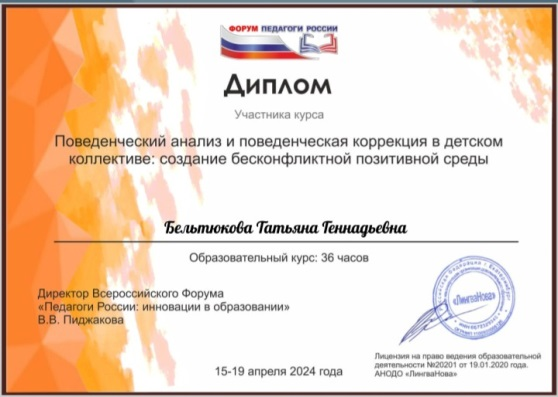 ФОРУМ ПЕДАГОГИ РОССИИ
Диплом
Участника курса
Поведенческий анализ и поведенческая коррекция в детском
коллективе: создание бесконфликтной позитивной среды
Бельтюкова Татьяна Геннадьевна
Образовательный курс: 36 часов
Директор Всероссийского Форума
«Педагоги России: инновации в образовании»
В.В. Пиджакова
«ЛингваНова»
Лицензия на право ведения образовательной
деятельности №20201 от 19.01.2020 года.
АНОДО «ЛингваНова»
15-19 апреля 2024 года